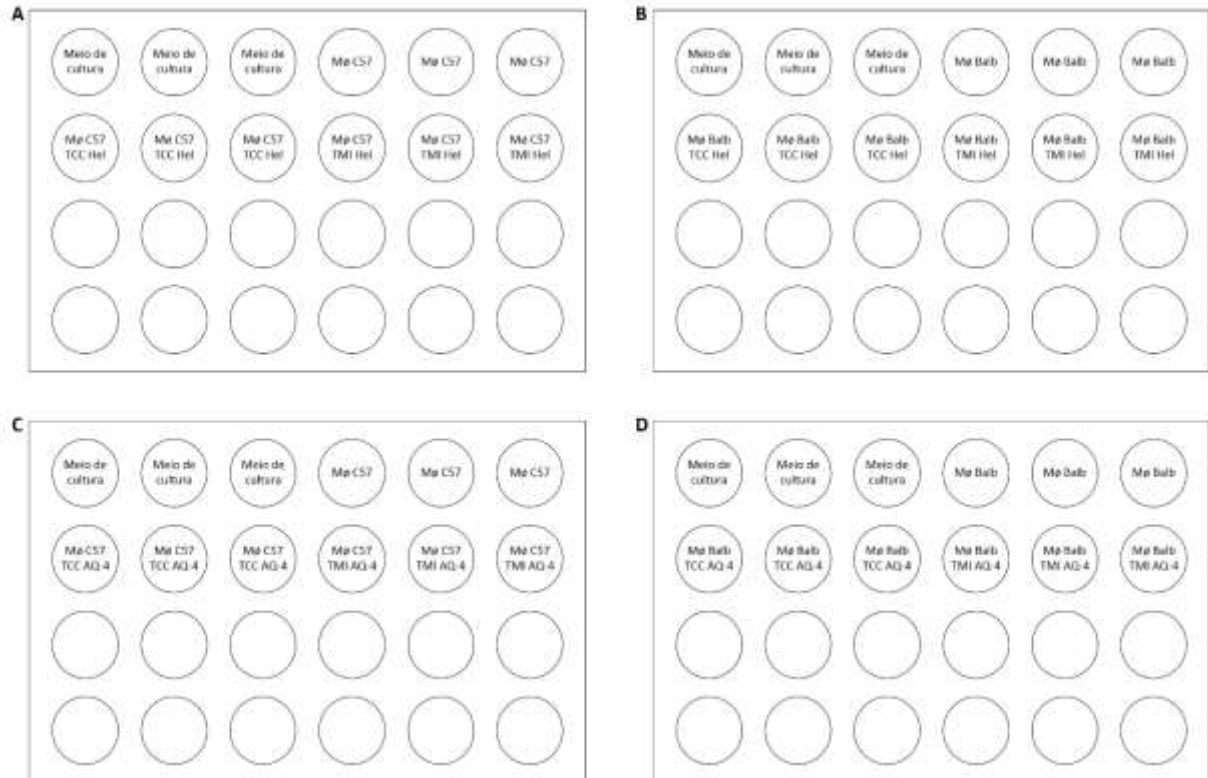 A
Meio de Meio de Meio de Mø C57 Mø C57 Mø C57
cultura cultura cultura
Mø C57 Mø C57 Mø C57 Mø C57 Mø C57 Mø C57
TCC Hel TCC Hel TCC Hel TMI Hel TMI Hel TMI Hel
B
Meio de Meio de Meio de Mø Balb Mø Balb Mø Balb
cultura cultura cultura
Mø Balb Mø Balb Mø Balb Mø Balb Mø Balb Mø Balb
TCC Hel TCC Hel TCC Hel TMI Hel TMI Hel TMI Hel
C
Meio de Meio de Meio de Mø C57 Mø C57 Mø C57
cultura cultura cultura
Mø C57 Mø C57 Mø C57 Mø C57 Mø C57 Mø C57
TCC AQ-4 TCC AQ-4 TCC AQ-4 TMI AQ-4 TMI AQ-4 TMI AQ-4
D
Meio de Meio de Meio de Mø Balb Mø Balb Mø Balb
cultura cultura cultura
Mø Balb Mø Balb Mø Balb Mø Balb Mø Balb Mø Balb
TCC AQ-4 TCC AQ-4 TCC AQ-4 TMI AQ-4 TMI AQ-4 TMI AQ-4